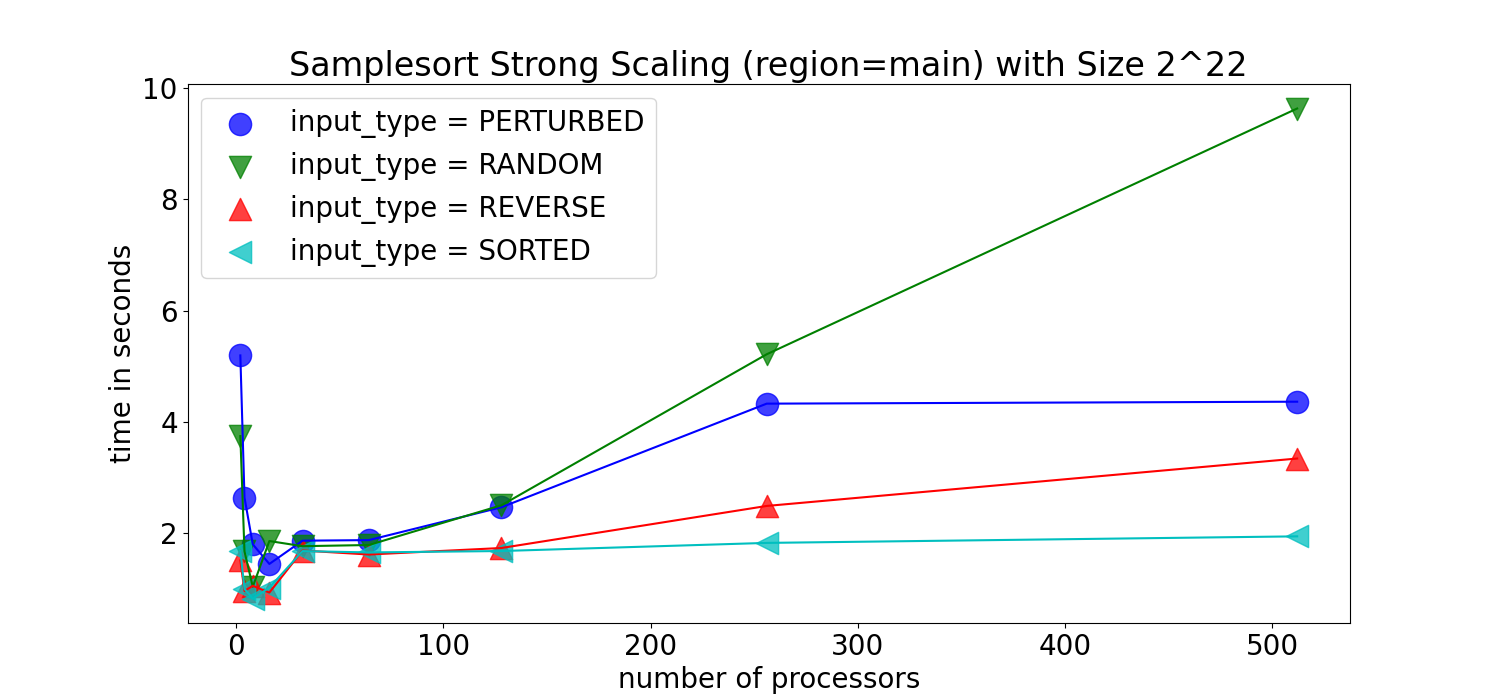 Samplesort Strong Scaling (region=main) with Size 2^22
10
8
6
4
2
time in seconds
input_type = PERTURBED
input_type = RANDOM
input_type = REVERSE
input_type = SORTED
0 100 200 300 400 500
number of processors